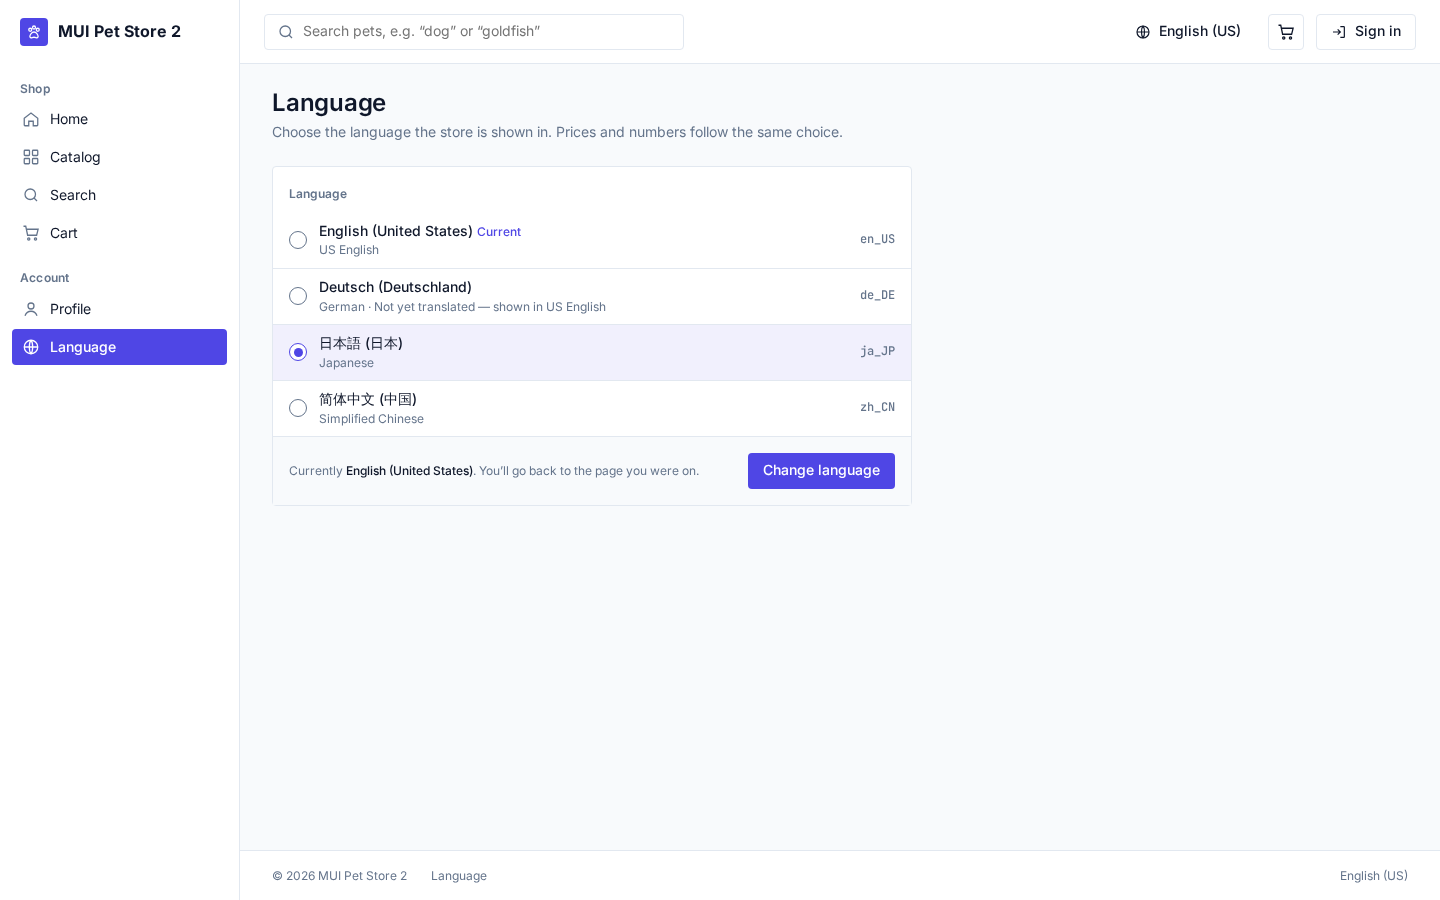 MUI Pet Store 2
Search pets, e.g. “dog” or “goldfish”
English (US)
Sign in
Shop
Home
Catalog
Search
Cart
Account
Profile
Language
Language
Choose the language the store is shown in. Prices and numbers follow the same choice.
Language
English (United States) Current
US English
en_US
Deutsch (Deutschland)
German · Not yet translated — shown in US English
de_DE
日本語 (日本)
Japanese
ja_JP
简体中文 (中国)
Simplified Chinese
zh_CN
Currently English (United States). You’ll go back to the page you were on.
Change language
© 2026 MUI Pet Store 2
Language
English (US)